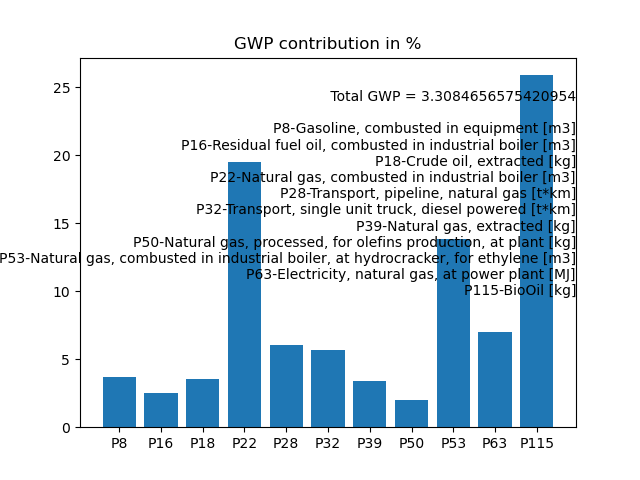 GWP contribution in %
25
20
15
10
5
0
Total GWP = 3.3084656575420954
P8-Gasoline, combusted in equipment [m3]
P16-Residual fuel oil, combusted in industrial boiler [m3]
P18-Crude oil, extracted [kg]
P22-Natural gas, combusted in industrial boiler [m3]
P28-Transport, pipeline, natural gas [t*km]
P32-Transport, single unit truck, diesel powered [t*km]
P39-Natural gas, extracted [kg]
P50-Natural gas, processed, for olefins production, at plant [kg]
P53-Natural gas, combusted in industrial boiler, at hydrocracker, for ethylene [m3]
P63-Electricity, natural gas, at power plant [MJ]
P115-BioOil [kg]
P8 P16 P18 P22 P28 P32 P39 P50 P53 P63 P115